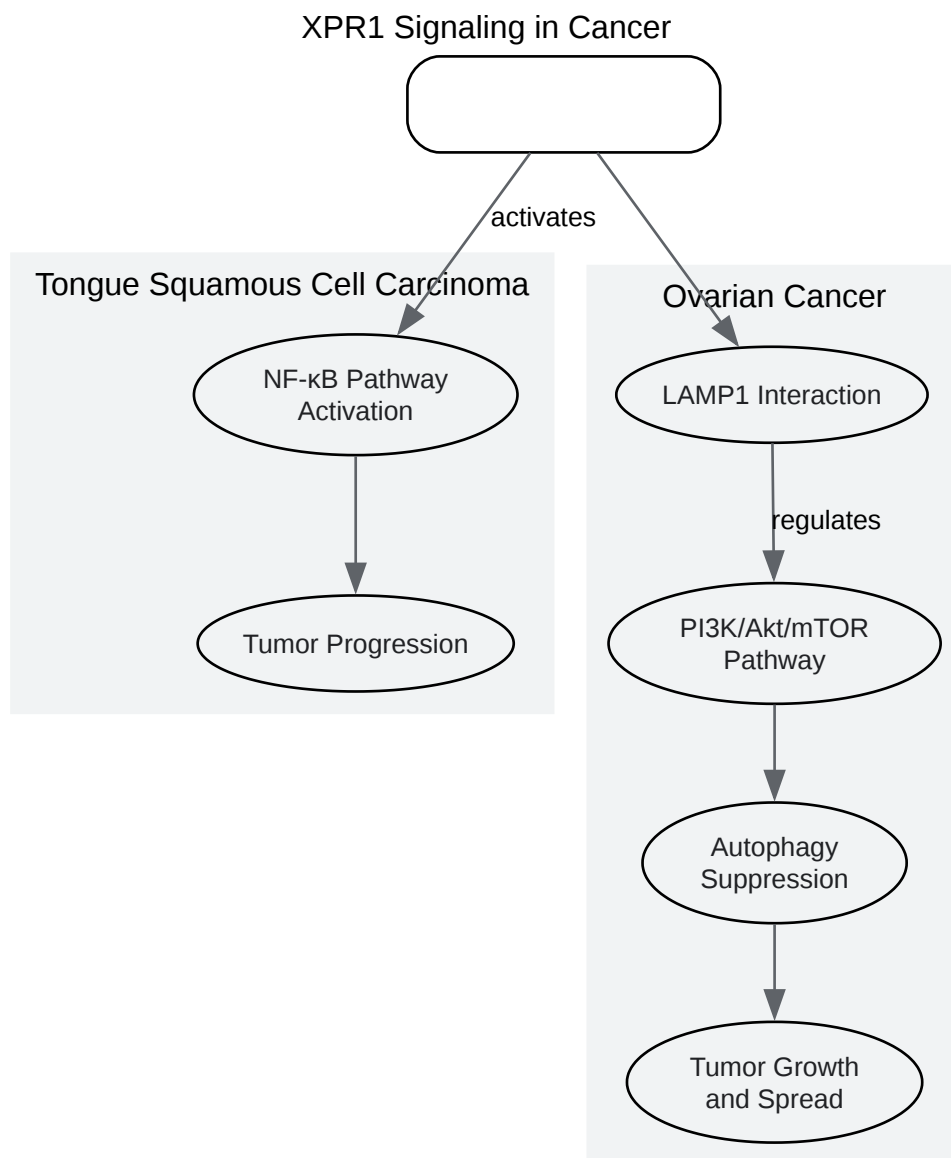 XPR1 Signaling in Cancer
activates
Tongue Squamous Cell Carcinoma
NF-κB Pathway
Activation
Tumor Progression
Ovarian Cancer
LAMP1 Interaction
regulates
PI3K/Akt/mTOR
Pathway
Autophagy
Suppression
Tumor Growth
and Spread